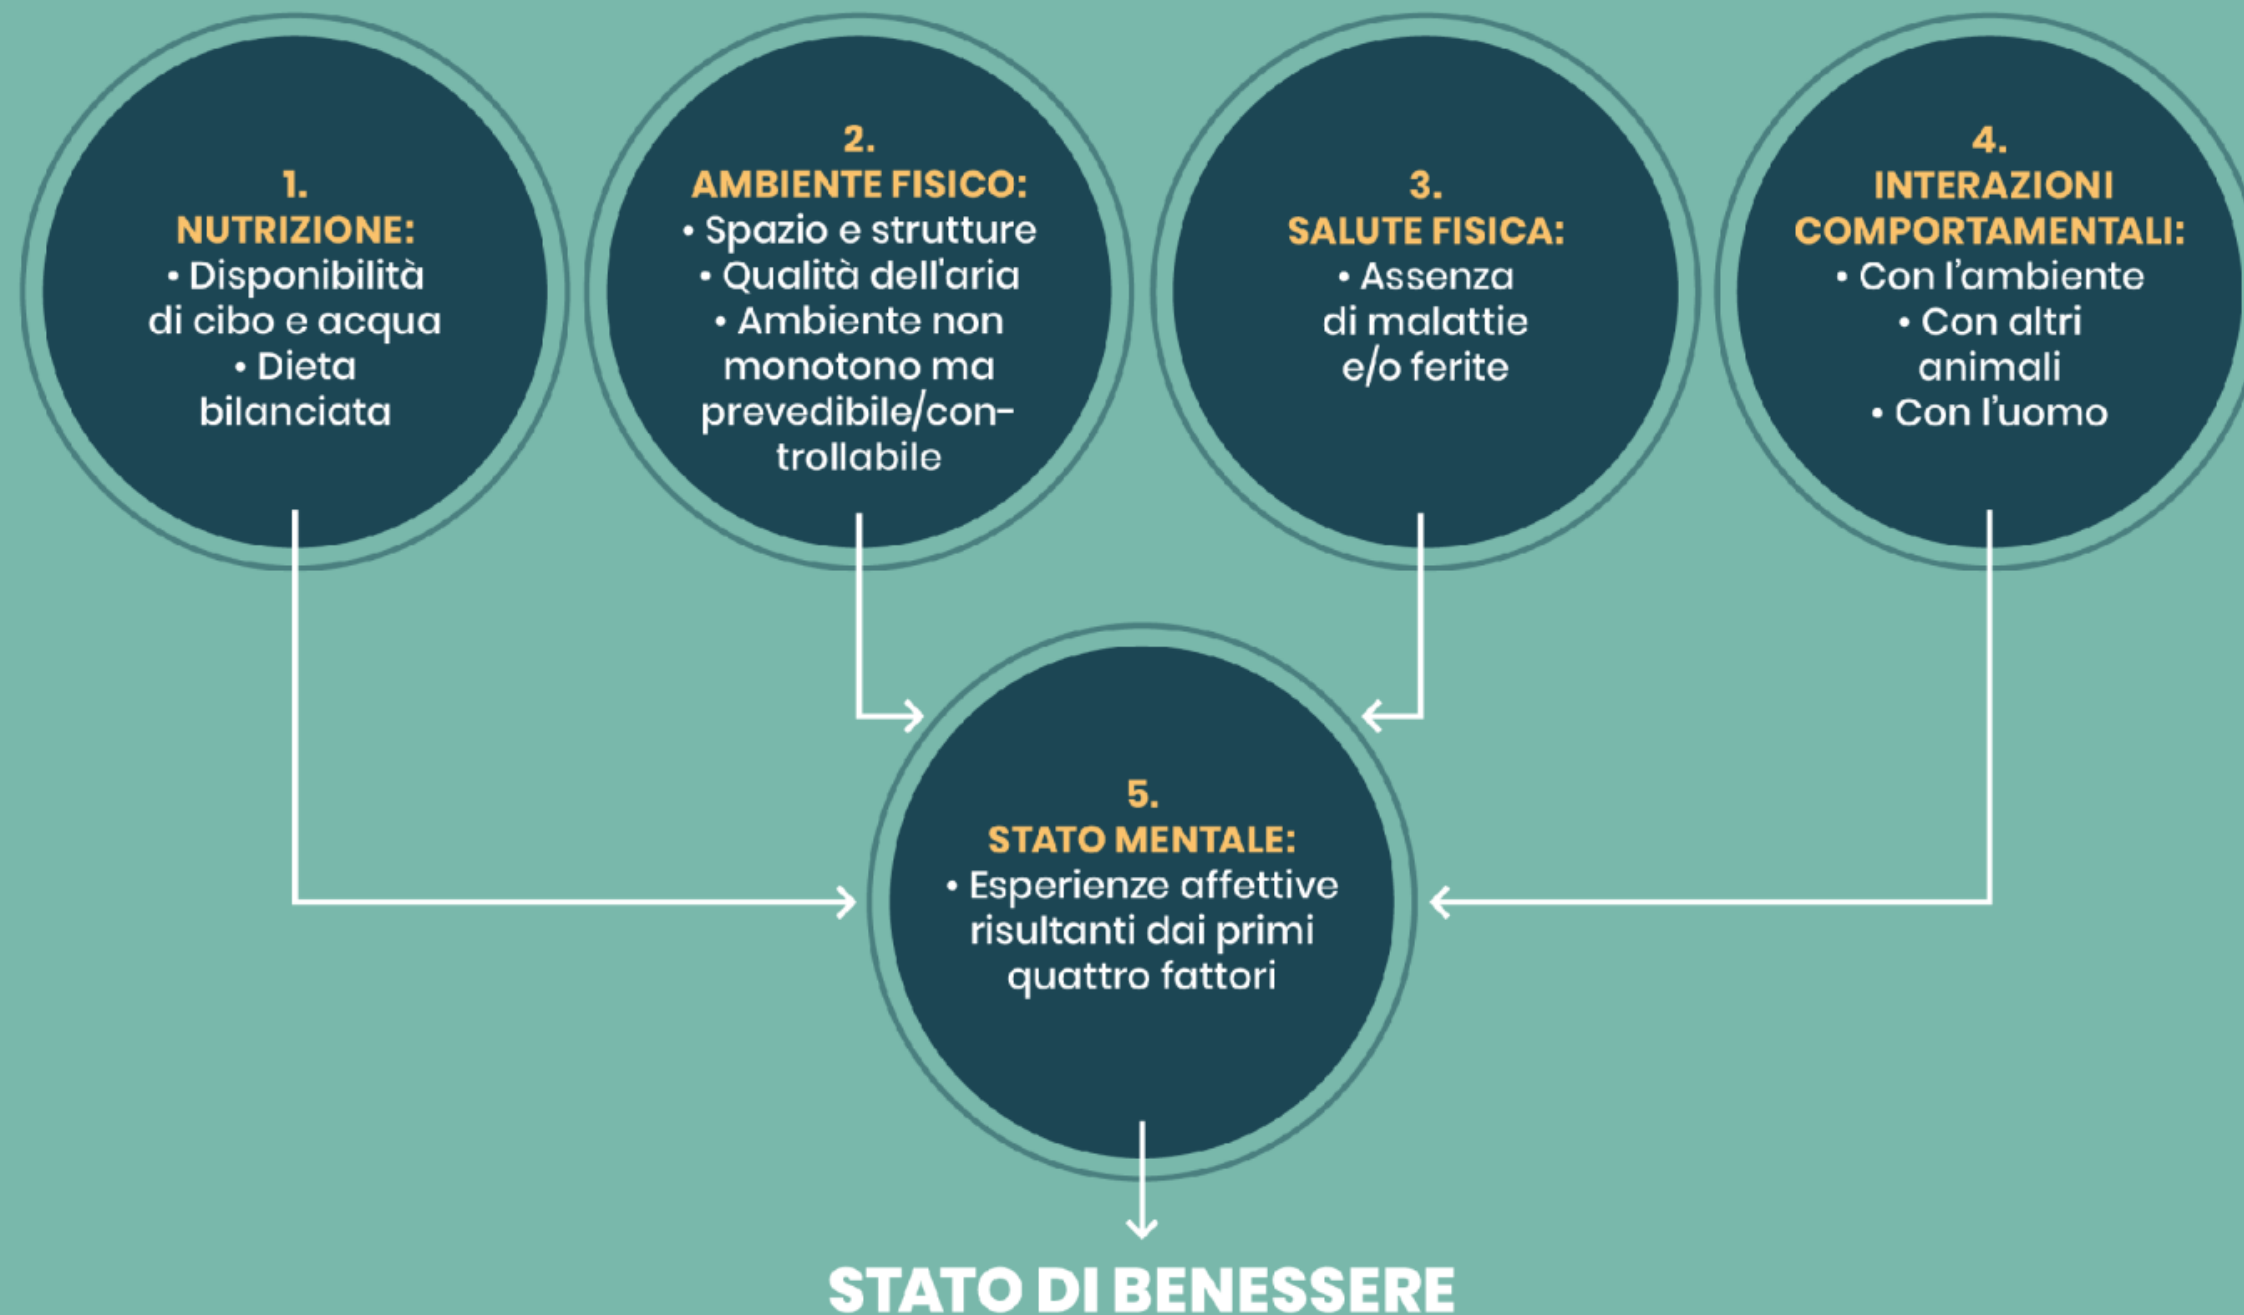 1.
NUTRIZIONE:
• Disponibilità
di cibo e acqua
• Dieta
bilanciata
2.
AMBIENTE FISICO:
• Spazio e strutture
• Qualità dell'aria
• Ambiente non
monotono ma
prevedibile/con-
trollabile
3.
SALUTE FISICA:
• Assenza
di malattie
e/o ferite
4.
INTERAZIONI
COMPORTAMENTALI:
• Con l’ambiente
• Con altri
animali
• Con l’uomo
5.
STATO MENTALE:
• Esperienze affettive
risultanti dai primi
quattro fattori
STATO DI BENESSERE